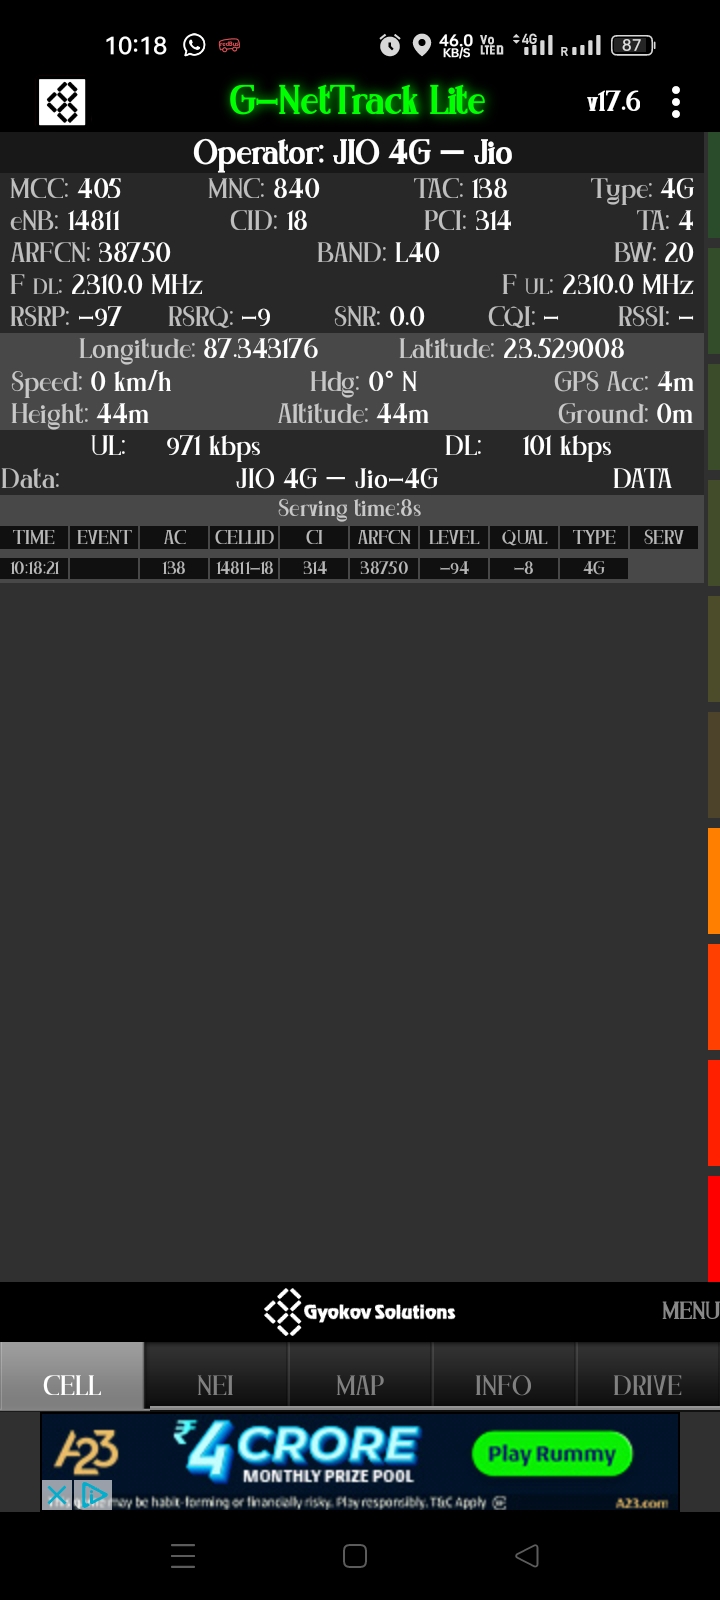 10:18 46.0 KB/S Vo LTED 4G R 87
G-NetTrack Lite v17.6
Operator: JIO 4G – Jio
MCC: 405 MNC: 840 TAC: 138 Type: 4G
eNB: 14811 CID: 18 PCI: 314 TA: 4
ARFCN: 38750 BAND: L40 BW: 20
F DL: 2310.0 MHz F UL: 2310.0 MHz
RSRP: -97 RSRQ: -9 SNR: 0.0 CQI: - RSSI: -
Longitude: 87.343176 Latitude: 23.529008
Speed: 0 km/h Hdg: 0° N GPS Acc: 4m
Height: 44m Altitude: 44m Ground: 0m
UL: 971 kbps DL: 101 kbps
Data: JIO 4G – Jio-4G DATA
Serving time:8s
TIME EVENT AC CELLID CI ARFCN LEVEL QUAL TYPE SERV
10:18:21 138 14811-18 314 38750 -94 -8 4G
Gyokov Solutions MENU
CELL NEI MAP INFO DRIVE
A23 ₹4 CRORE Play Rummy
MONTHLY PRIZE POOL
may be habit-forming or financially risky. Play responsibly. T&C Apply A23.com